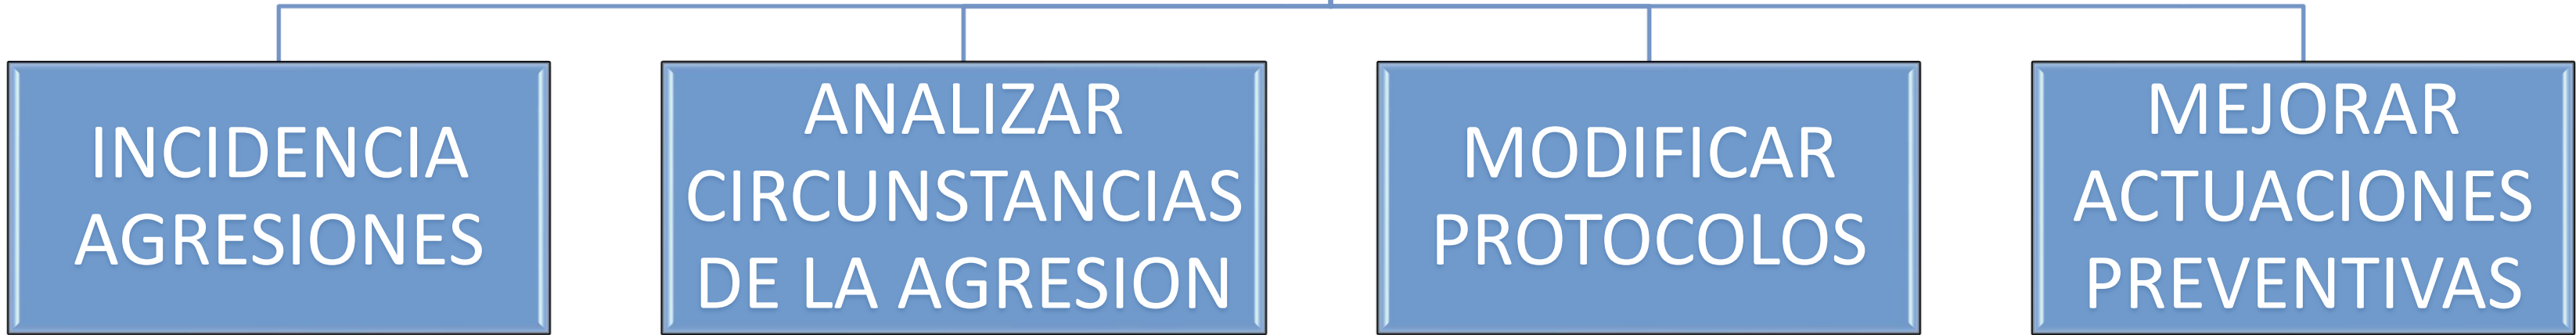 INCIDENCIA
AGRESIONES
ANALIZAR
CIRCUNSTANCIAS
DE LA AGRESION
MODIFICAR
PROTOCOLOS
MEJORAR
ACTUACIONES
PREVENTIVAS